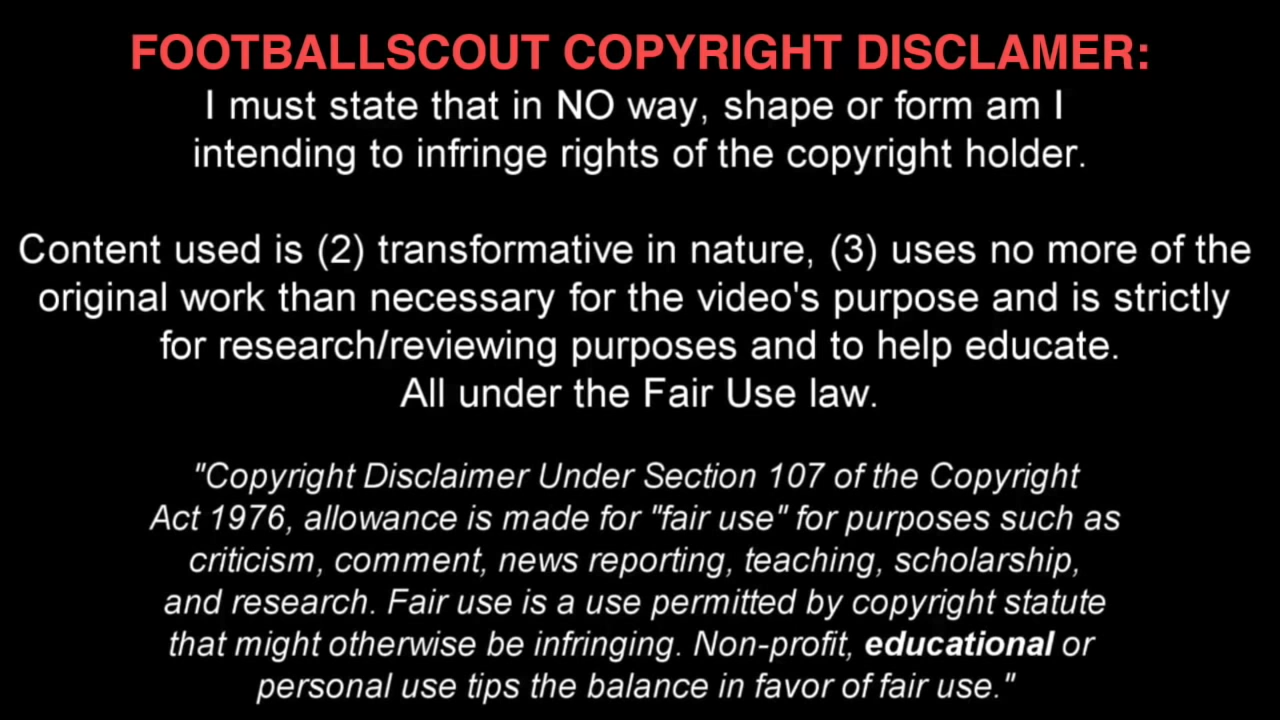 FOOTBALLSCOUT COPYRIGHT DISCLAMER:
I must state that in NO way, shape or form am I
intending to infringe rights of the copyright holder.
Content used is (2) transformative in nature, (3) uses no more of the
original work than necessary for the video's purpose and is strictly
for research/reviewing purposes and to help educate.
All under the Fair Use law.
"Copyright Disclaimer Under Section 107 of the Copyright
Act 1976, allowance is made for "fair use" for purposes such as
criticism, comment, news reporting, teaching, scholarship,
and research. Fair use is a use permitted by copyright statute
that might otherwise be infringing. Non-profit, educational or
personal use tips the balance in favor of fair use."